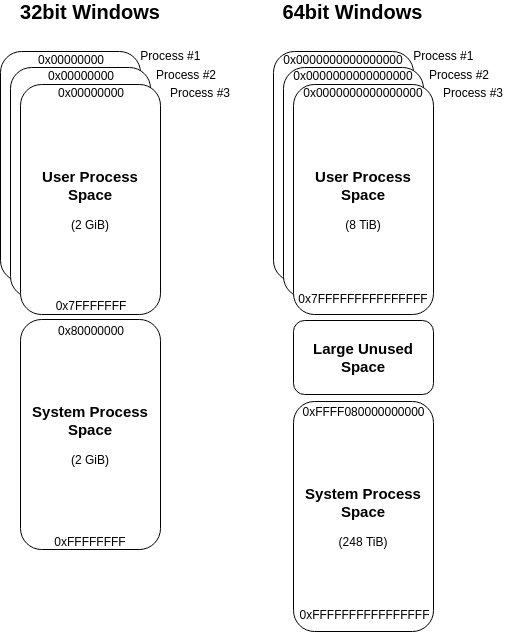 32bit Windows
0x00000000
Process #1
0x00000000
Process #2
0x00000000
Process #3
User Process
Space
(2 GiB)
0x7FFFFFFF
0x80000000
System Process
Space
(2 GiB)
0xFFFFFFFF
64bit Windows
0x0000000000000000
Process #1
0x0000000000000000
Process #2
0x0000000000000000
Process #3
User Process
Space
(8 TiB)
0x7FFFFFFFFFFFFFFF
Large Unused
Space
0xFFFF080000000000
System Process
Space
(248 TiB)
0xFFFFFFFFFFFFFFFF